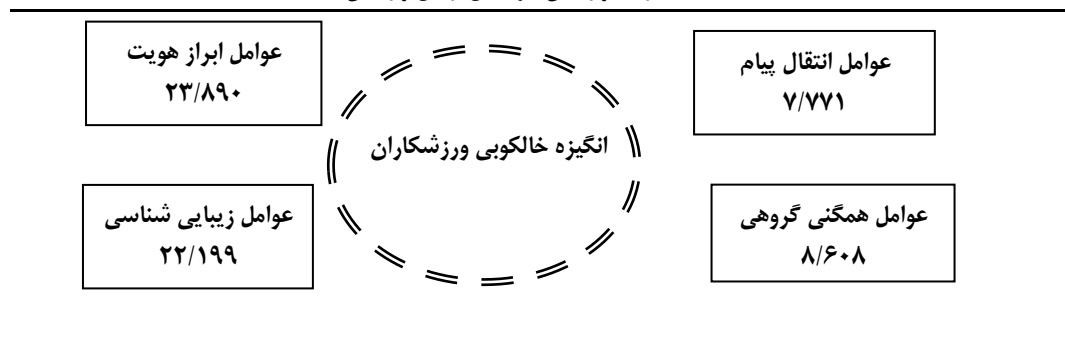 عوامل انتقال پیام
۷/۷۷۱
عوامل ابراز هویت
۲۳/۸۹۰
انگیزه خالکوبی ورزشکاران
عوامل همگنی گروهی
۸/۶۰۸
عوامل زیبایی شناسی
۲۲/۱۹۹